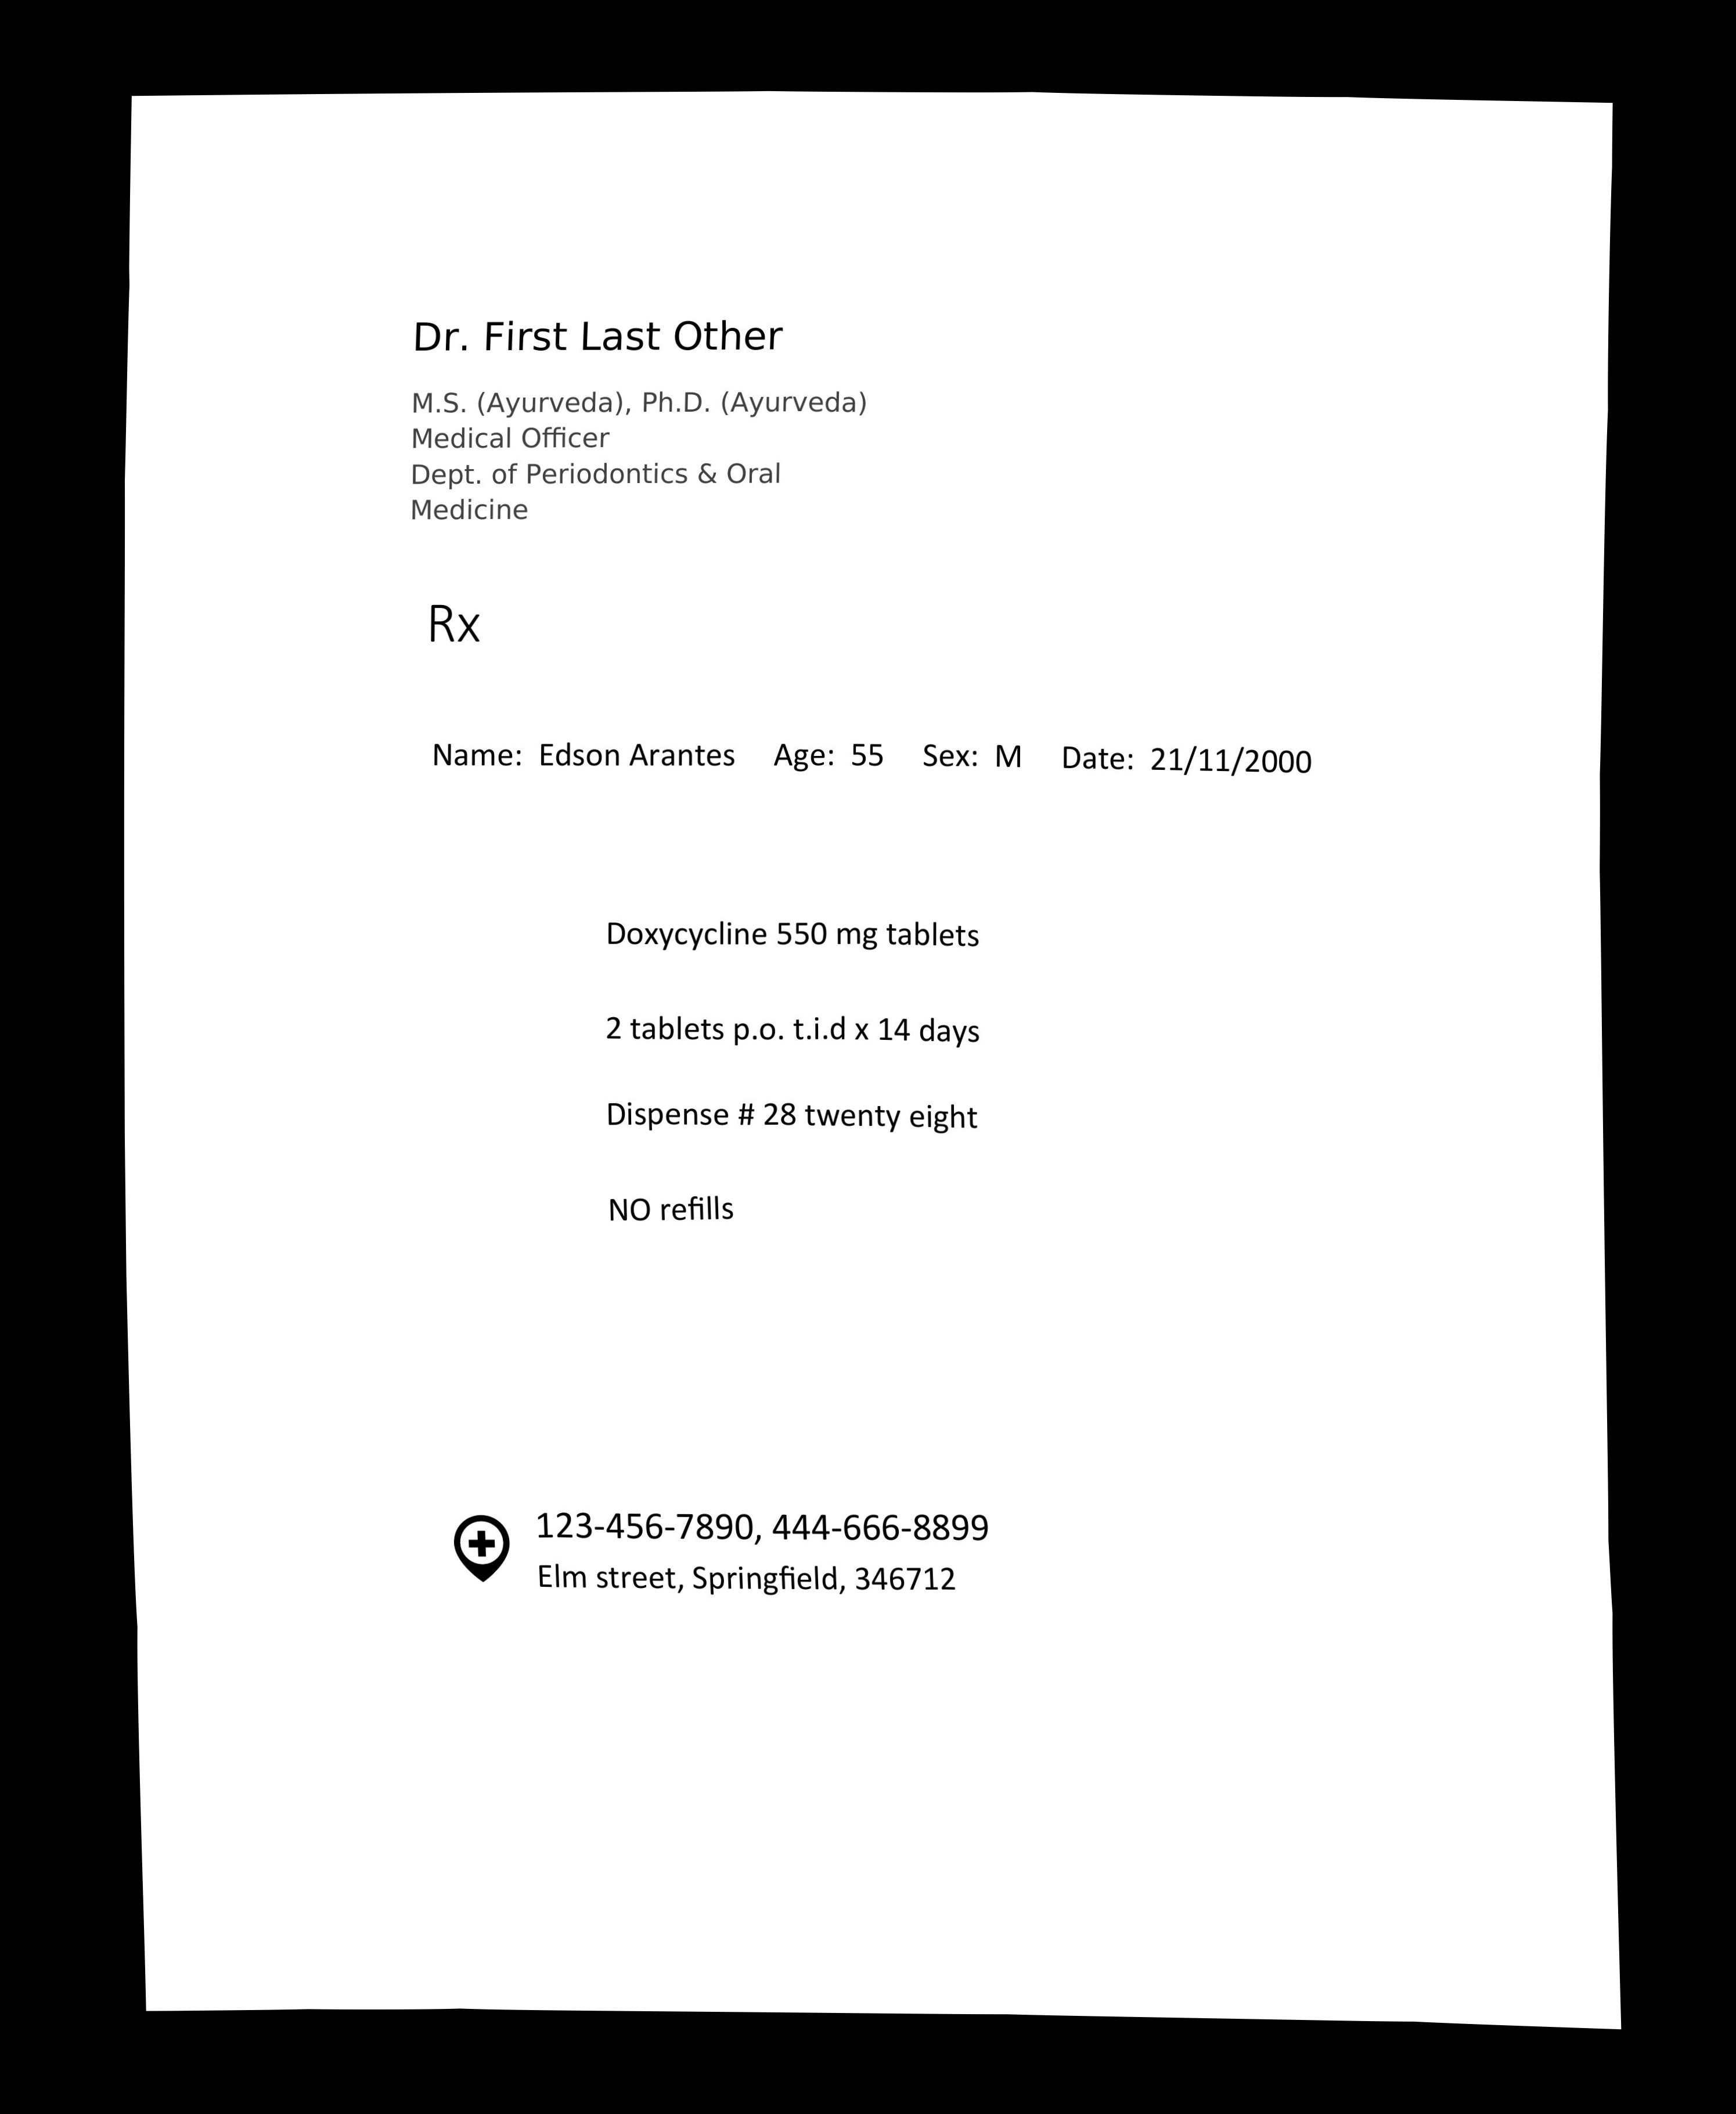 Dr. First Last Other
M.S. (Ayurveda), Ph.D. (Ayurveda)
Medical Officer
Dept. of Periodontics & Oral
Medicine
Rx
Name: Edson Arantes Age: 55 Sex: M Date: 21/11/2000
Doxycycline 550 mg tablets
2 tablets p.o. t.i.d x 14 days
Dispense # 28 twenty eight
NO refills
123-456-7890, 444-666-8899
Elm street, Springfield, 346712